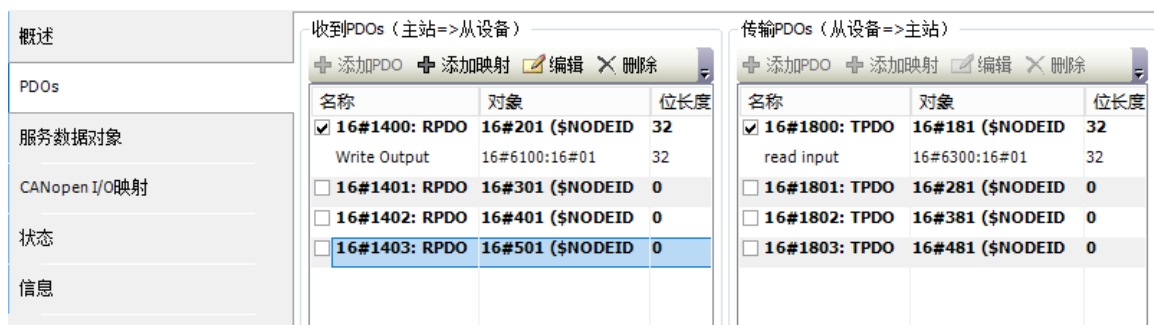 概述
PDOs
服务数据对象
CANopen I/O映射
状态
信息
收到PDOs（主站=>从设备）
添加PDO 添加映射 编辑 删除
名称 对象 位长度
16#1400: RPDO 16#201 ($NODEID 32
Write Output 16#6100:16#01 32
16#1401: RPDO 16#301 ($NODEID 0
16#1402: RPDO 16#401 ($NODEID 0
16#1403: RPDO 16#501 ($NODEID 0
传输PDOs（从设备=>主站）
添加PDO 添加映射 编辑 删除
名称 对象 位长度
16#1800: TPDO 16#181 ($NODEID 32
read input 16#6300:16#01 32
16#1801: TPDO 16#281 ($NODEID 0
16#1802: TPDO 16#381 ($NODEID 0
16#1803: TPDO 16#481 ($NODEID 0